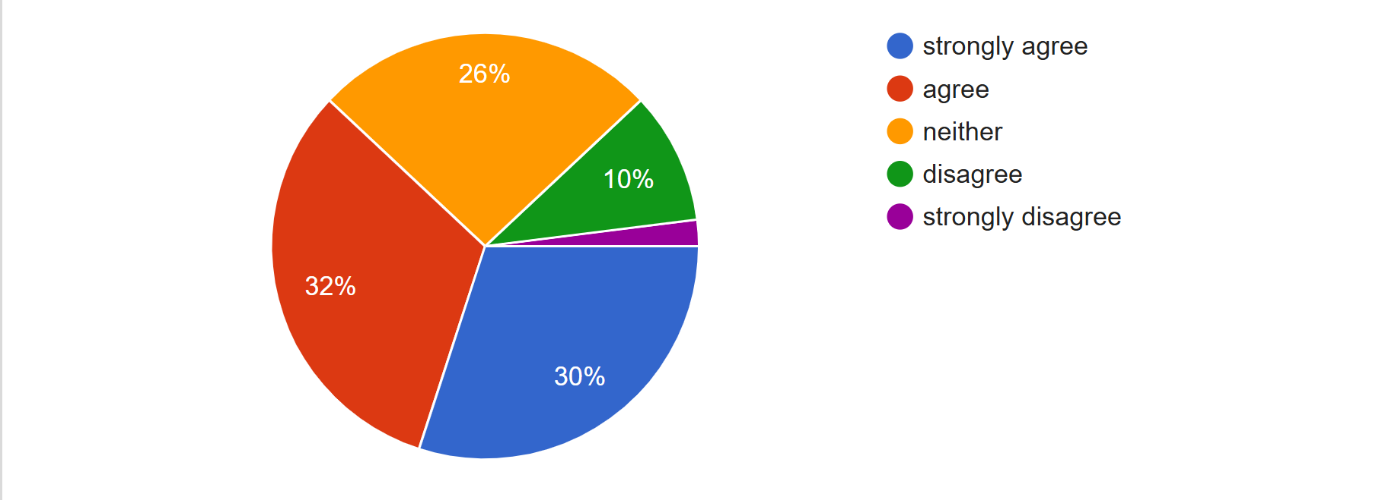 26%
10%
32%
30%
strongly agree
agree
neither
disagree
strongly disagree